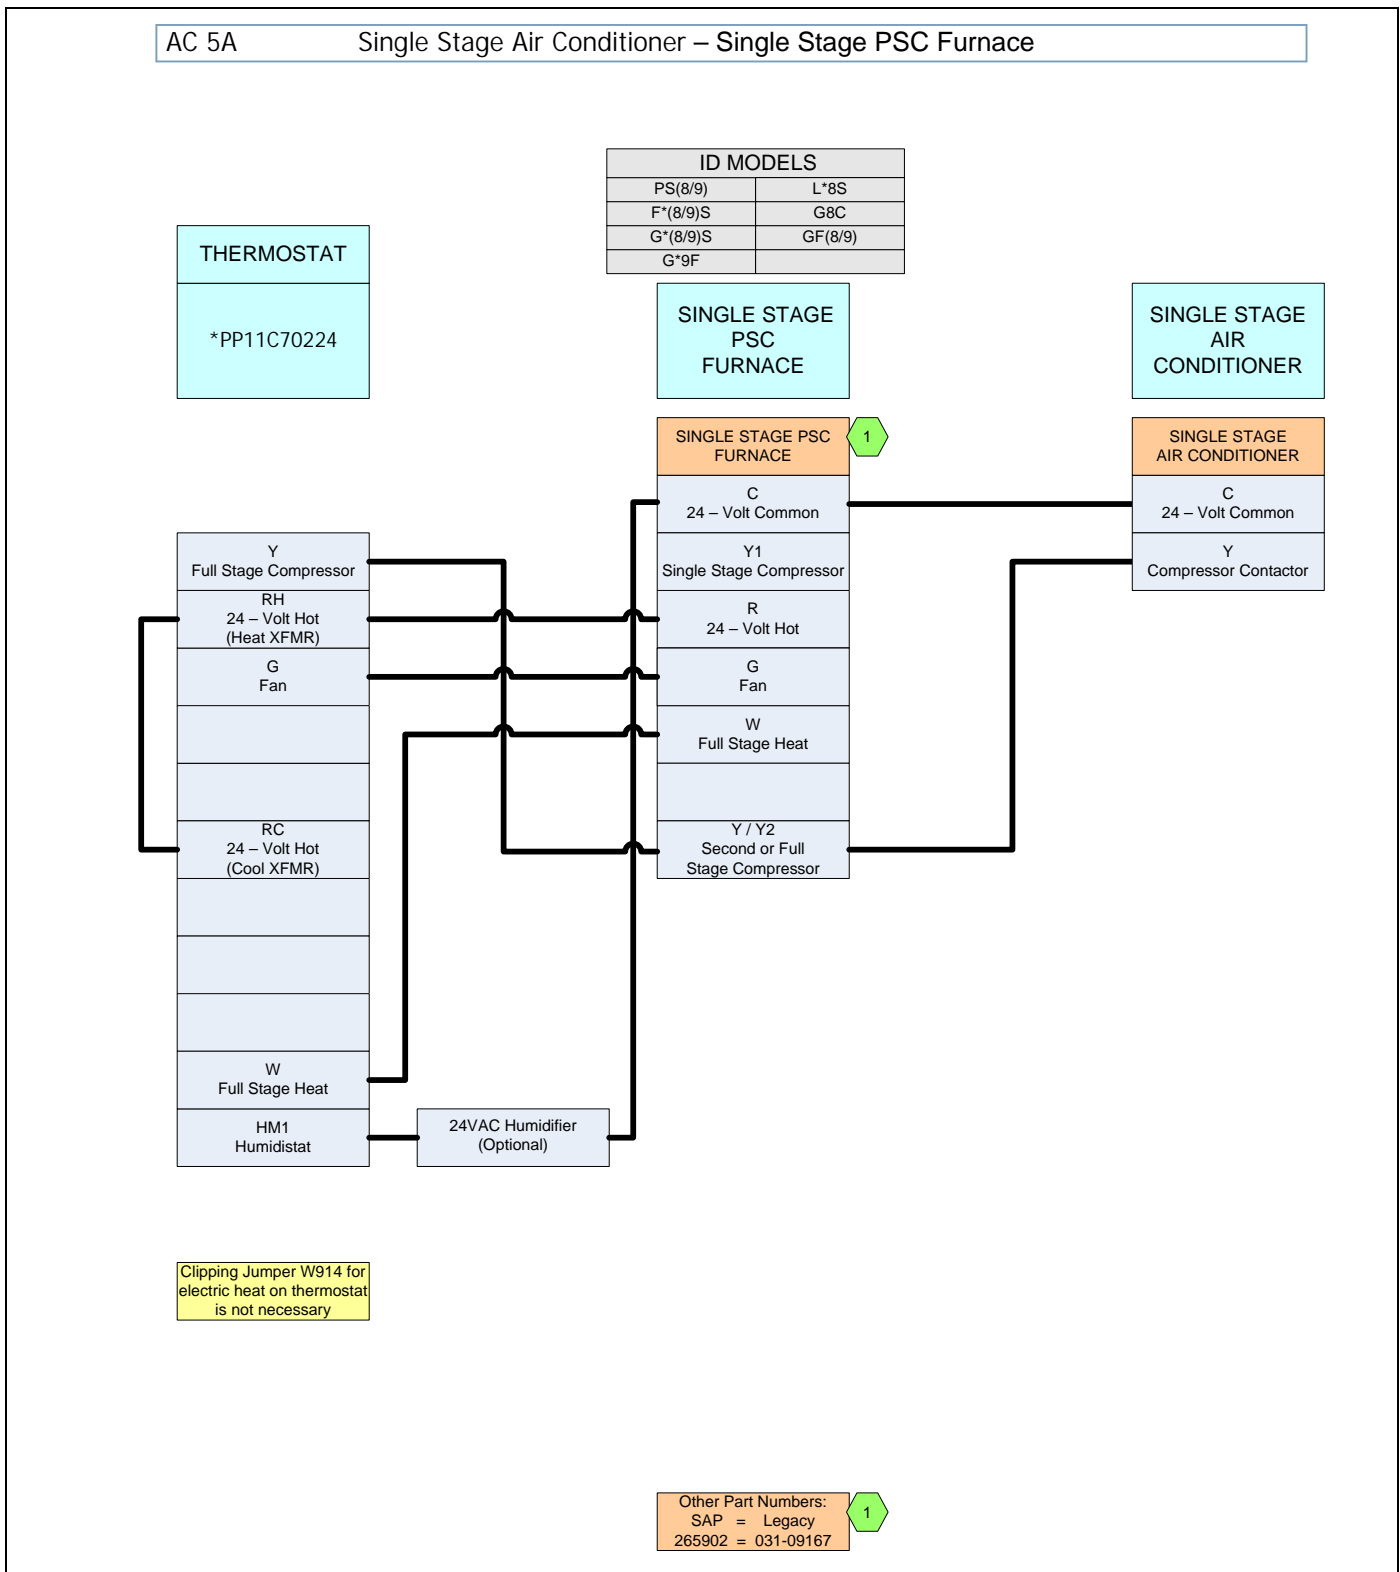 AC 5A Single Stage Air Conditioner – Single Stage PSC Furnace
ID MODELS
PS(8/9) L*8S
F*(8/9)S G8C
G*(8/9)S GF(8/9)
G*9F
THERMOSTAT
*PP11C70224
SINGLE STAGE
PSC
FURNACE
SINGLE STAGE
AIR
CONDITIONER
SINGLE STAGE PSC
FURNACE
1
C
24 – Volt Common
Y1
Single Stage Compressor
R
24 – Volt Hot
G
Fan
W
Full Stage Heat
Y / Y2
Second or Full
Stage Compressor
SINGLE STAGE
AIR CONDITIONER
C
24 – Volt Common
Y
Compressor Contactor
Y
Full Stage Compressor
RH
24 – Volt Hot
(Heat XFMR)
G
Fan
RC
24 – Volt Hot
(Cool XFMR)
W
Full Stage Heat
HM1
Humidistat
24VAC Humidifier
(Optional)
Clipping Jumper W914 for
electric heat on thermostat
is not necessary
Other Part Numbers:
SAP = Legacy
265902 = 031-09167
1